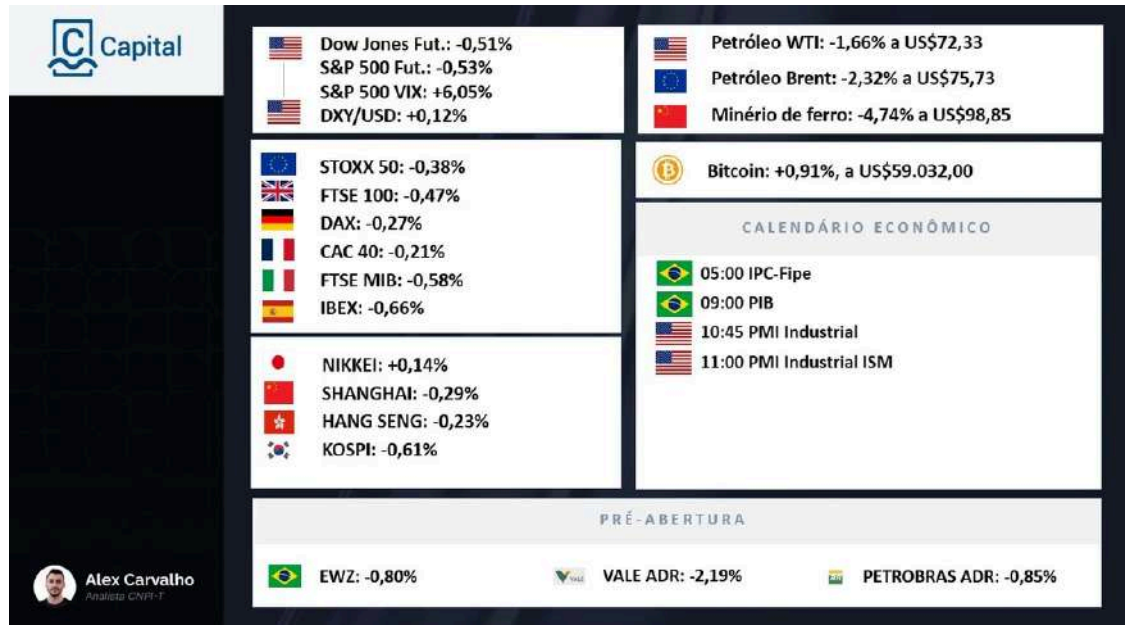 C Capital
Dow Jones Fut.: -0,51%
S&P 500 Fut.: -0,53%
S&P 500 VIX: +6,05%
DXY/USD: +0,12%
STOXX 50: -0,38%
FTSE 100: -0,47%
DAX: -0,27%
CAC 40: -0,21%
FTSE MIB: -0,58%
IBEX: -0,66%
NIKKEI: +0,14%
SHANGHAI: -0,29%
HANG SENG: -0,23%
KOSPI: -0,61%
Petróleo WTI: -1,66% a US$72,33
Petróleo Brent: -2,32% a US$75,73
Minério de ferro: -4,74% a US$98,85
Bitcoin: +0,91%, a US$59.032,00
CALENDÁRIO ECONÔMICO
05:00 IPC-Fipe
09:00 PIB
10:45 PMI Industrial
11:00 PMI Industrial ISM
PRÉ-ABERTURA
EWZ: -0,80%
VALE
VALE ADR: -2,19%
PETROBRAS ADR: -0,85%
Alex Carvalho
Analista CNPI-T